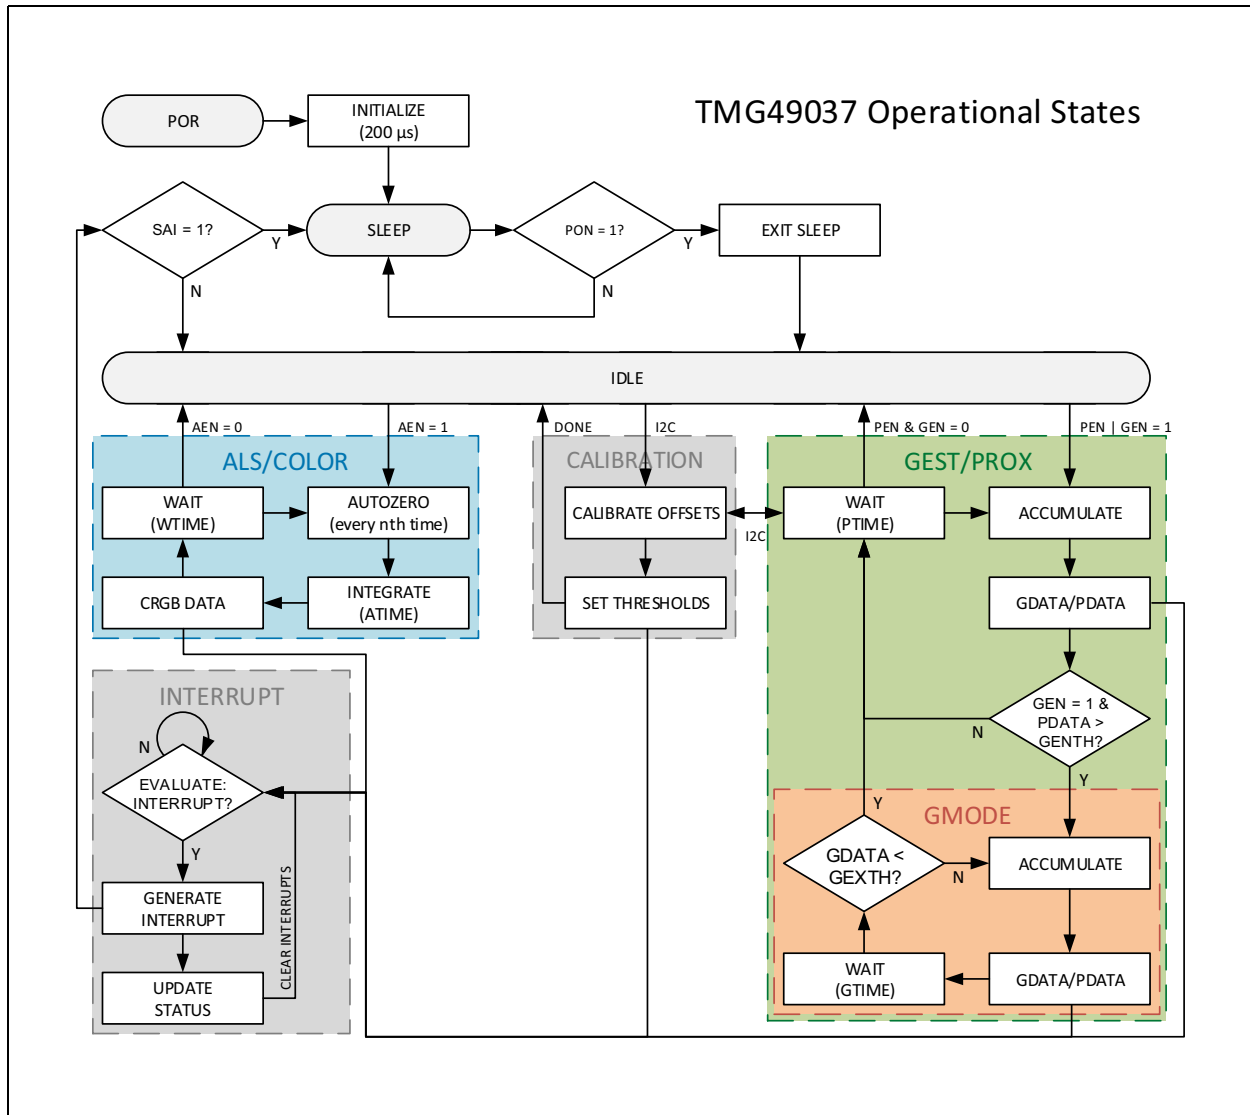 TMG49037 Operational States
POR
INITIALIZE
(200 µs)
SAI = 1?
Y
N
SLEEP
PON = 1?
Y
N
EXIT SLEEP
IDLE
AEN = 0
AEN = 1
DONE
I2C
PEN & GEN = 0
PEN | GEN = 1
ALS/COLOR
WAIT
(WTIME)
AUTOZERO
(every nth time)
CRGB DATA
INTEGRATE
(ATIME)
CALIBRATION
CALIBRATE OFFSETS
I2C
SET THRESHOLDS
GEST/PROX
WAIT
(PTIME)
ACCUMULATE
GDATA/PDATA
GEN = 1 &
PDATA >
GENTH?
N
Y
INTERRUPT
N
EVALUATE:
INTERRUPT?
Y
GENERATE
INTERRUPT
UPDATE
STATUS
CLEAR INTERRUPTS
GMODE
Y
GDATA <
GEXTH?
N
ACCUMULATE
WAIT
(GTIME)
GDATA/PDATA